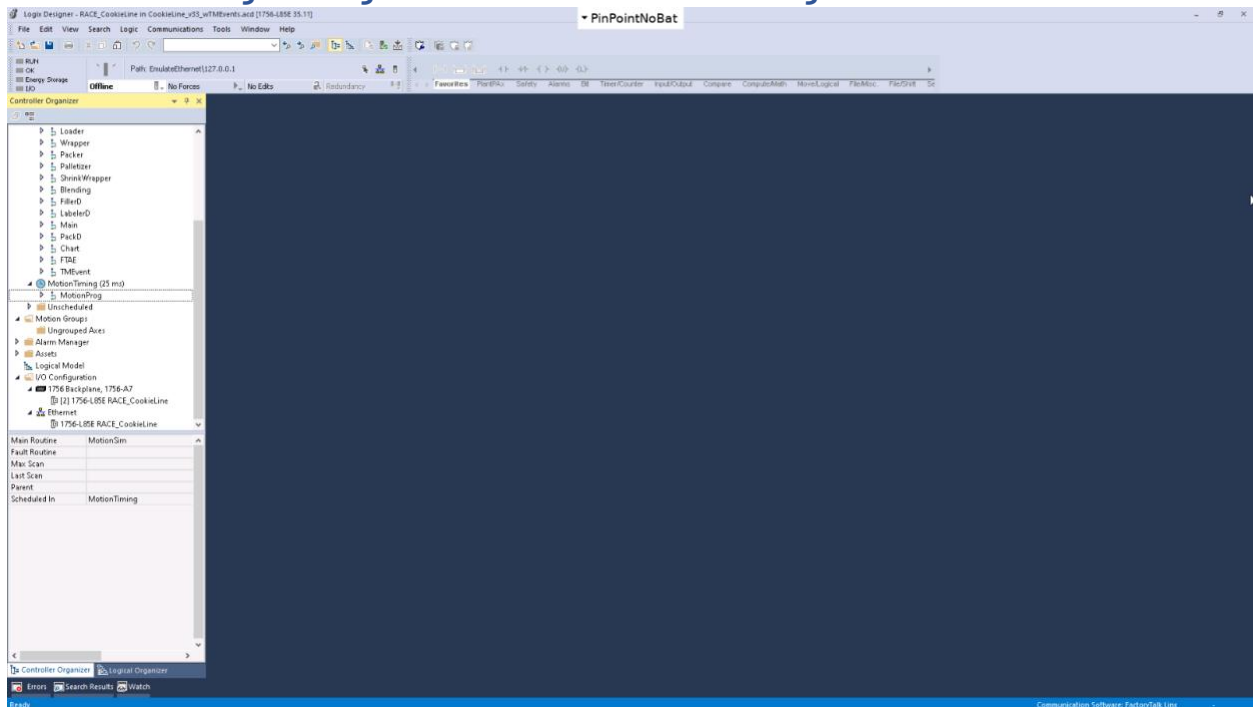 Logix Designer - RACE_CookieLine in CookieLine_v33_wTMEvents.acd [1756-L85E 35.11]
PinPointNoBat
File Edit View Search Logic Communications Tools Window Help
RUN
OK
Energy Storage
I/O
Path: EmulateEthernet\127.0.0.1
Offline
No Forces
No Edits
Redundancy
Favorites PlantPAx Safety Alarms Bit Timer/Counter Input/Output Compare Compute/Math Move/Logical File/Misc. File/Shift Se
Controller Organizer
Loader
Wrapper
Packer
Palletizer
ShrinkWrapper
Blending
FillerD
LabelerD
Main
PackD
Chart
FTAE
TMEvent
MotionTiming (25 ms)
MotionProg
Unscheduled
Motion Groups
Ungrouped Axes
Alarm Manager
Assets
Logical Model
I/O Configuration
1756 Backplane, 1756-A7
[2] 1756-L85E RACE_CookieLine
Ethernet
1756-L85E RACE_CookieLine
Main Routine MotionSim
Fault Routine
Max Scan
Last Scan
Parent
Scheduled In MotionTiming
Controller Organizer Logical Organizer
Errors Search Results Watch
Ready
Communication Software: FactoryTalk Linx